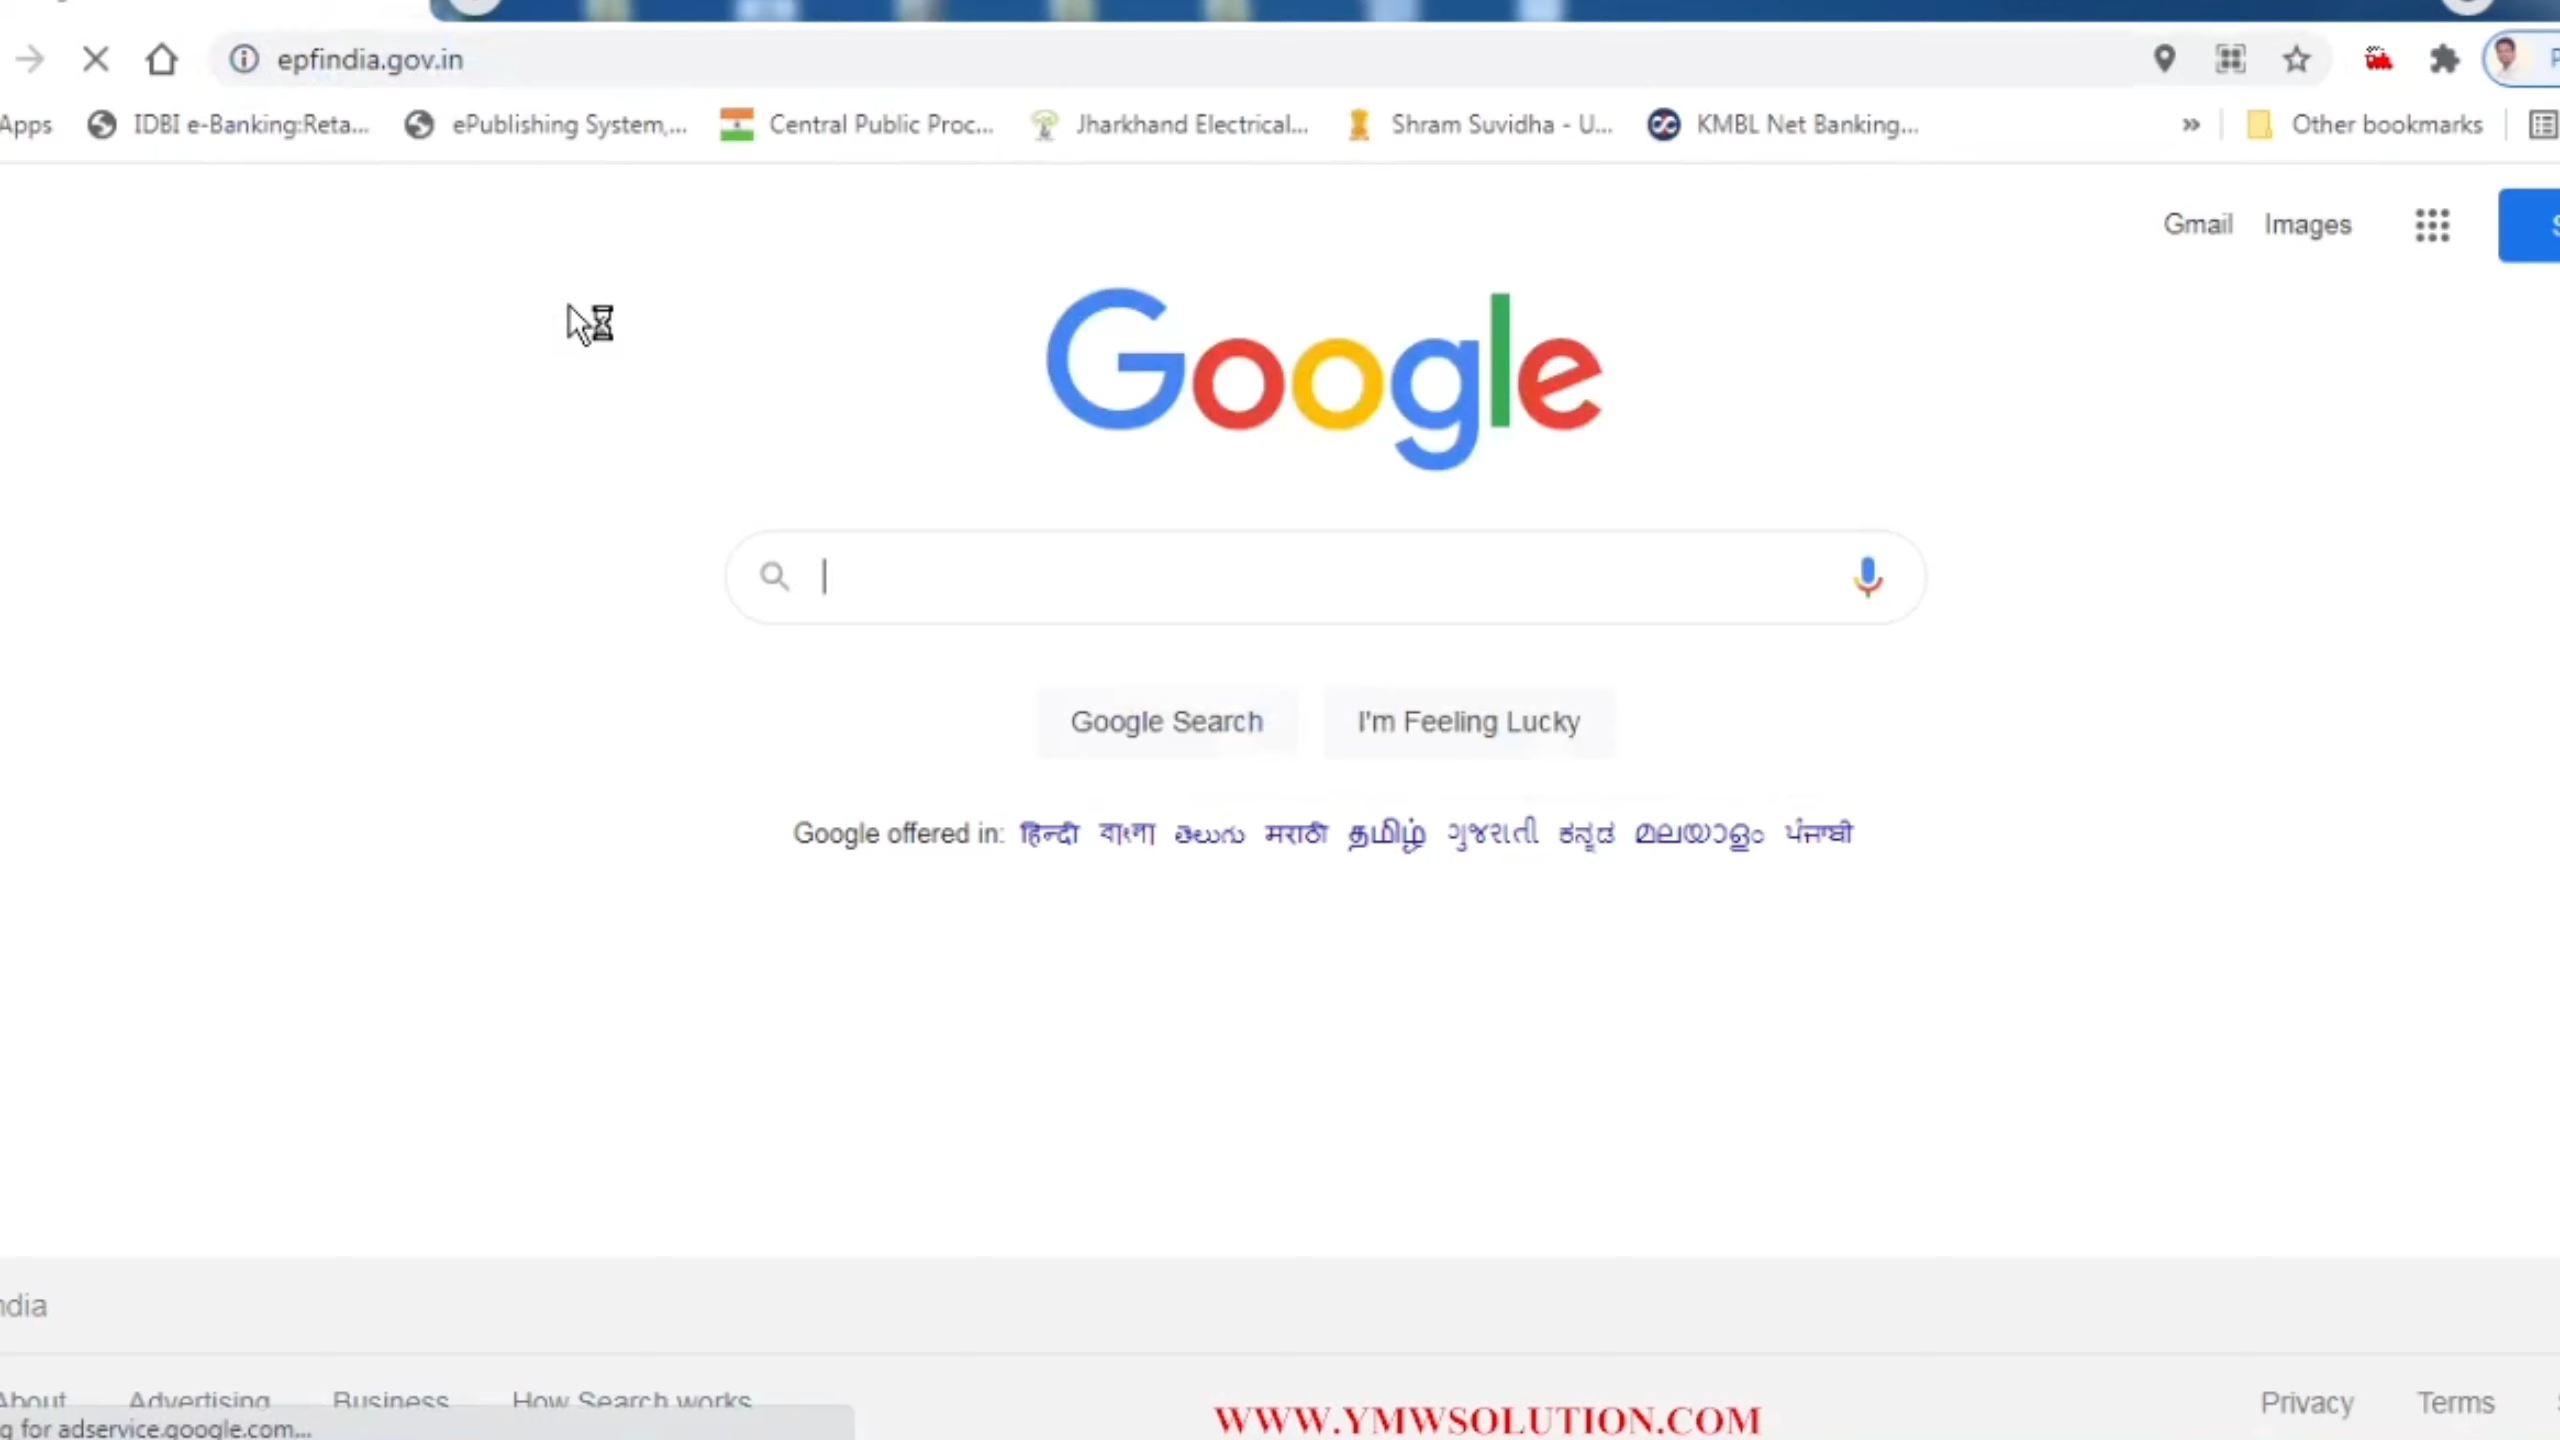 epfindia.gov.in
Apps IDBI e-Banking:Reta... ePublishing System,... Central Public Proc... Jharkhand Electrical... Shram Suvidha - U... KMBL Net Banking... » Other bookmarks
Gmail Images
Google
Google Search I'm Feeling Lucky
Google offered in: हिन्दी বাংলা తెలుగు मराठी தமிழ் ગુજરાતી ಕನ್ನಡ മലയാളം ਪੰਜਾਬੀ
ndia
About Advertising Business How Search works Privacy Terms
g for adservice.google.com...
WWW.YMWSOLUTION.COM